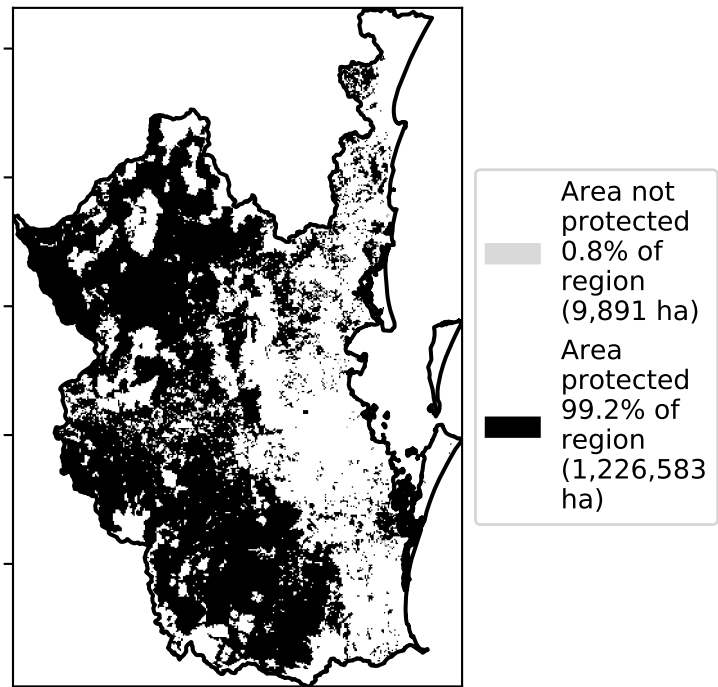 Area not
protected
0.8% of
region
(9,891 ha)
Area
protected
99.2% of
region
(1,226,583
ha)